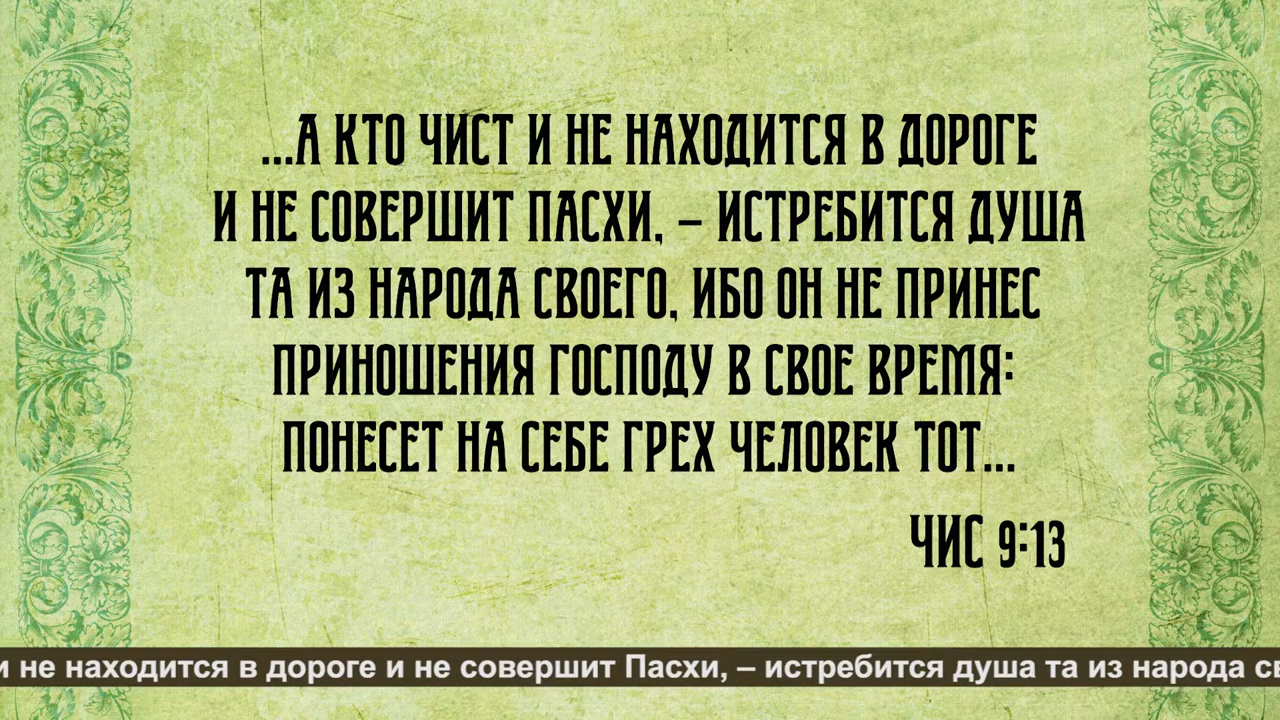 ...А КТО ЧИСТ И НЕ НАХОДИТСЯ В ДОРОГЕ
И НЕ СОВЕРШИТ ПАСХИ, – ИСТРЕБИТСЯ ДУША
ТА ИЗ НАРОДА СВОЕГО, ИБО ОН НЕ ПРИНЕС
ПРИНОШЕНИЯ ГОСПОДУ В СВОЕ ВРЕМЯ:
ПОНЕСЕТ НА СЕБЕ ГРЕХ ЧЕЛОВЕК ТОТ...
ЧИС 9:13
и не находится в дороге и не совершит Пасхи, – истребится душа та из народа св